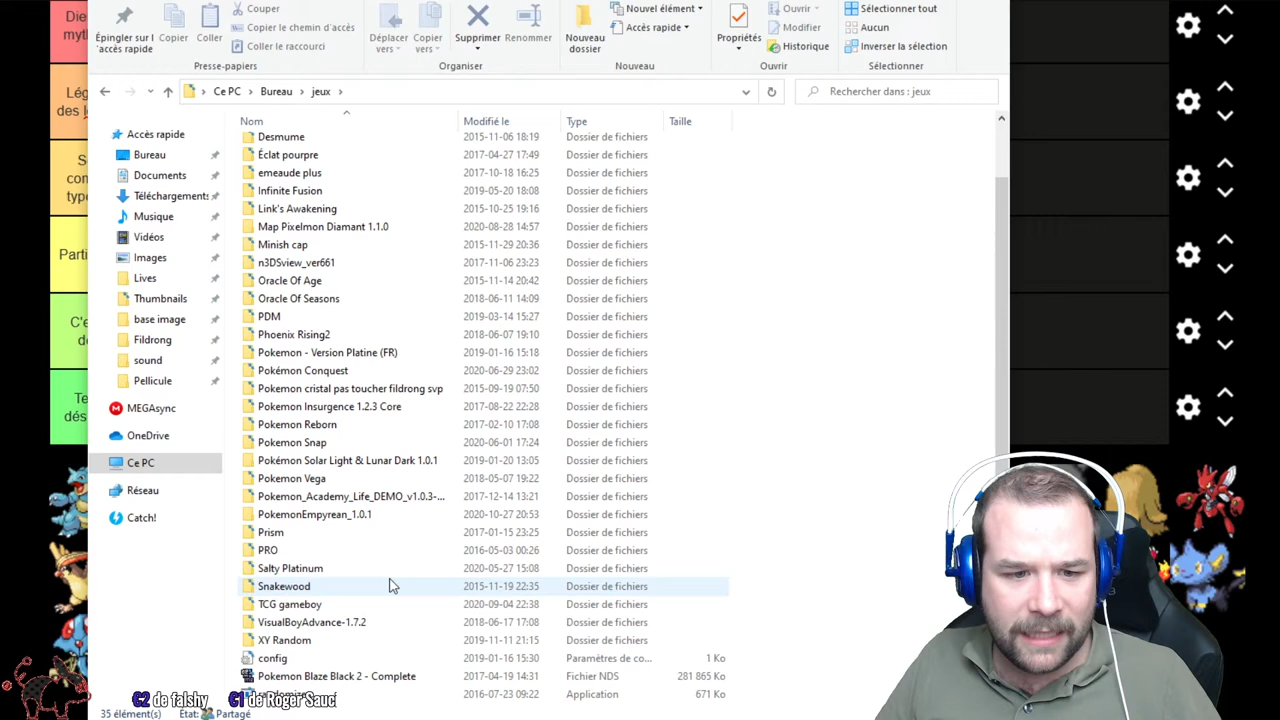 Couper
Nouvel élément
Ouvrir
Sélectionner tout
Copier le chemin d'accès
Accès rapide
Modifier
Aucun
Coller le raccourci
Historique
Inverser la sélection
Épingler sur l
accès rapide
Copier
Coller
Déplacer
vers
Copier
vers
Supprimer
Renommer
Nouveau
dossier
Propriétés
Presse-papiers
Organiser
Nouveau
Ouvrir
Sélectionner
Ce PC > Bureau > jeux >
Rechercher dans : jeux
Nom Modifié le Type Taille
Desmume 2015-11-06 18:19 Dossier de fichiers
Éclat pourpre 2017-04-27 17:49 Dossier de fichiers
emeaude plus 2017-10-18 16:25 Dossier de fichiers
Infinite Fusion 2019-05-20 18:08 Dossier de fichiers
Link's Awakening 2015-10-25 19:16 Dossier de fichiers
Map Pixelmon Diamant 1.1.0 2020-08-28 14:57 Dossier de fichiers
Minish cap 2015-11-29 20:36 Dossier de fichiers
n3DSview_ver661 2017-11-06 23:23 Dossier de fichiers
Oracle Of Age 2015-11-14 20:42 Dossier de fichiers
Oracle Of Seasons 2018-06-11 14:09 Dossier de fichiers
PDM 2019-03-14 15:27 Dossier de fichiers
Phoenix Rising2 2018-06-07 19:10 Dossier de fichiers
Pokemon - Version Platine (FR) 2019-01-16 15:18 Dossier de fichiers
Pokémon Conquest 2020-06-29 23:02 Dossier de fichiers
Pokemon cristal pas toucher fildrong svp 2015-09-19 07:50 Dossier de fichiers
Pokemon Insurgence 1.2.3 Core 2017-08-22 22:28 Dossier de fichiers
Pokemon Reborn 2017-02-10 17:08 Dossier de fichiers
Pokemon Snap 2020-06-01 17:24 Dossier de fichiers
Pokémon Solar Light & Lunar Dark 1.0.1 2019-01-20 13:05 Dossier de fichiers
Pokemon Vega 2018-05-07 19:22 Dossier de fichiers
Pokemon_Academy_Life_DEMO_v1.0.3-... 2017-12-14 13:21 Dossier de fichiers
PokemonEmpyrean_1.0.1 2020-10-27 20:53 Dossier de fichiers
Prism 2017-01-15 23:25 Dossier de fichiers
PRO 2016-05-03 00:26 Dossier de fichiers
Salty Platinum 2020-05-27 15:08 Dossier de fichiers
Snakewood 2015-11-19 22:35 Dossier de fichiers
TCG gameboy 2020-09-04 22:38 Dossier de fichiers
VisualBoyAdvance-1.7.2 2018-06-17 17:08 Dossier de fichiers
XY Random 2019-11-11 21:15 Dossier de fichiers
config 2019-01-16 15:30 Paramètres de co... 1 Ko
Pokemon Blaze Black 2 - Complete 2017-04-19 14:31 Fichier NDS 281 865 Ko
2016-07-23 09:22 Application 671 Ko
Accès rapide
Bureau
Documents
Téléchargements
Musique
Vidéos
Images
Lives
Thumbnails
base image
Fildrong
sound
Pellicule
MEGAsync
OneDrive
Ce PC
Réseau
Catch!
35 élément(s)
État: Partagé
C2 de falshy
C1 de Roger Sauc!
Die
myt
Lég
des l
S
com
typ
Parti
C'e
de
Te
dés